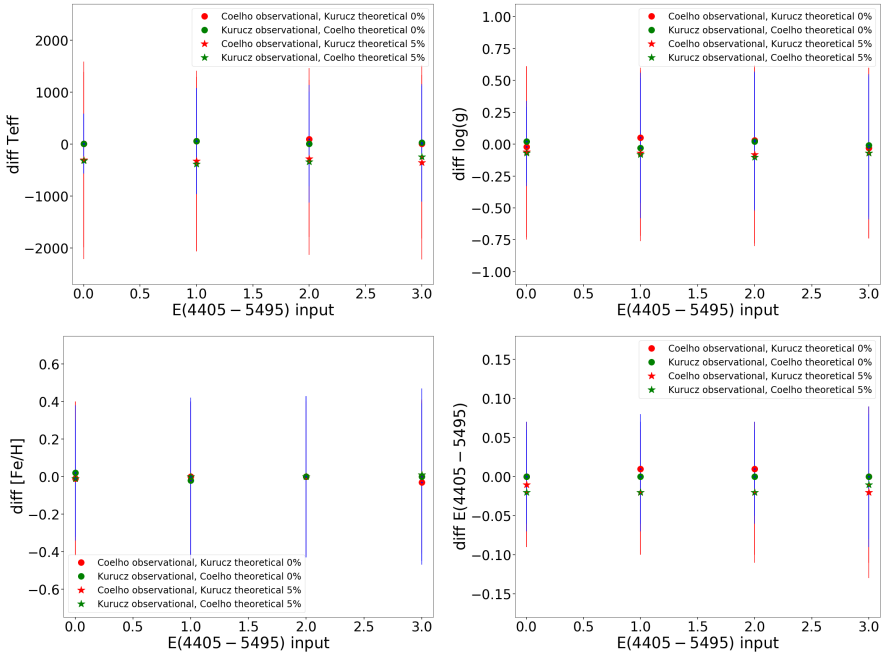 Coelho observational, Kurucz theoretical 0%
Kurucz observational, Coelho theoretical 0%
Coelho observational, Kurucz theoretical 5%
Kurucz observational, Coelho theoretical 5%
2000
1000
0
−1000
−2000
diff Teff
0.0 0.5 1.0 1.5 2.0 2.5 3.0
E(4405 − 5495) input
Coelho observational, Kurucz theoretical 0%
Kurucz observational, Coelho theoretical 0%
Coelho observational, Kurucz theoretical 5%
Kurucz observational, Coelho theoretical 5%
1.00
0.75
0.50
0.25
0.00
−0.25
−0.50
−0.75
−1.00
diff log(g)
0.0 0.5 1.0 1.5 2.0 2.5 3.0
E(4405 − 5495) input
0.6
0.4
0.2
0.0
−0.2
−0.4
−0.6
diff [Fe/H]
Coelho observational, Kurucz theoretical 0%
Kurucz observational, Coelho theoretical 0%
Coelho observational, Kurucz theoretical 5%
Kurucz observational, Coelho theoretical 5%
0.0 0.5 1.0 1.5 2.0 2.5 3.0
E(4405 − 5495) input
Coelho observational, Kurucz theoretical 0%
Kurucz observational, Coelho theoretical 0%
Coelho observational, Kurucz theoretical 5%
Kurucz observational, Coelho theoretical 5%
0.15
0.10
0.05
0.00
−0.05
−0.10
−0.15
diff E(4405 − 5495)
0.0 0.5 1.0 1.5 2.0 2.5 3.0
E(4405 − 5495) input